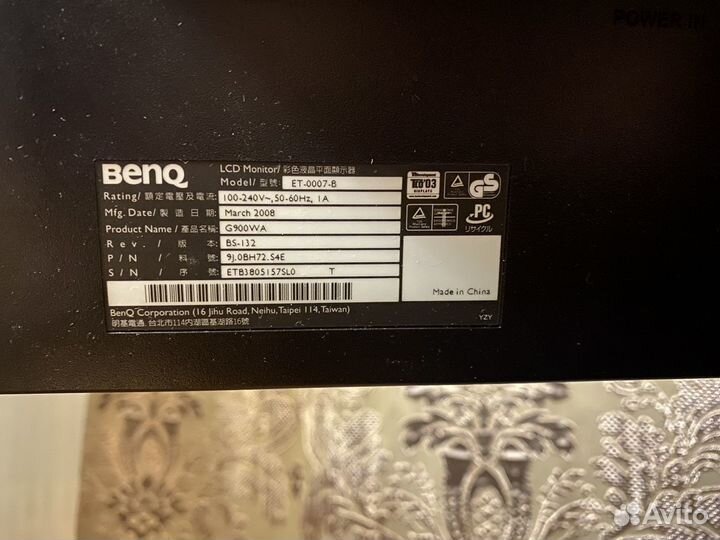 POWER IN
BenQ
LCD Monitor/彩色液晶平面顯示器
Model/型號: ET-0007-B
Rating/額定電壓及電流: 100-240V~,50-60Hz, 1A
Mfg. Date/製造日期: March 2008
Product Name/產品名稱: G900WA
Rev./版本: BS-132
P/N/料號: 9J.0BH72.S4E
S/N/序號: ETB3805157SL0 T
BenQ Corporation (16 Jihu Road, Neihu, Taipei 114, Taiwan)
明基電通 台北市114內湖區基湖路16號
TCO'03
DISPLAYS
GS
PC
リサイクル
Made in China
YZY
Avito